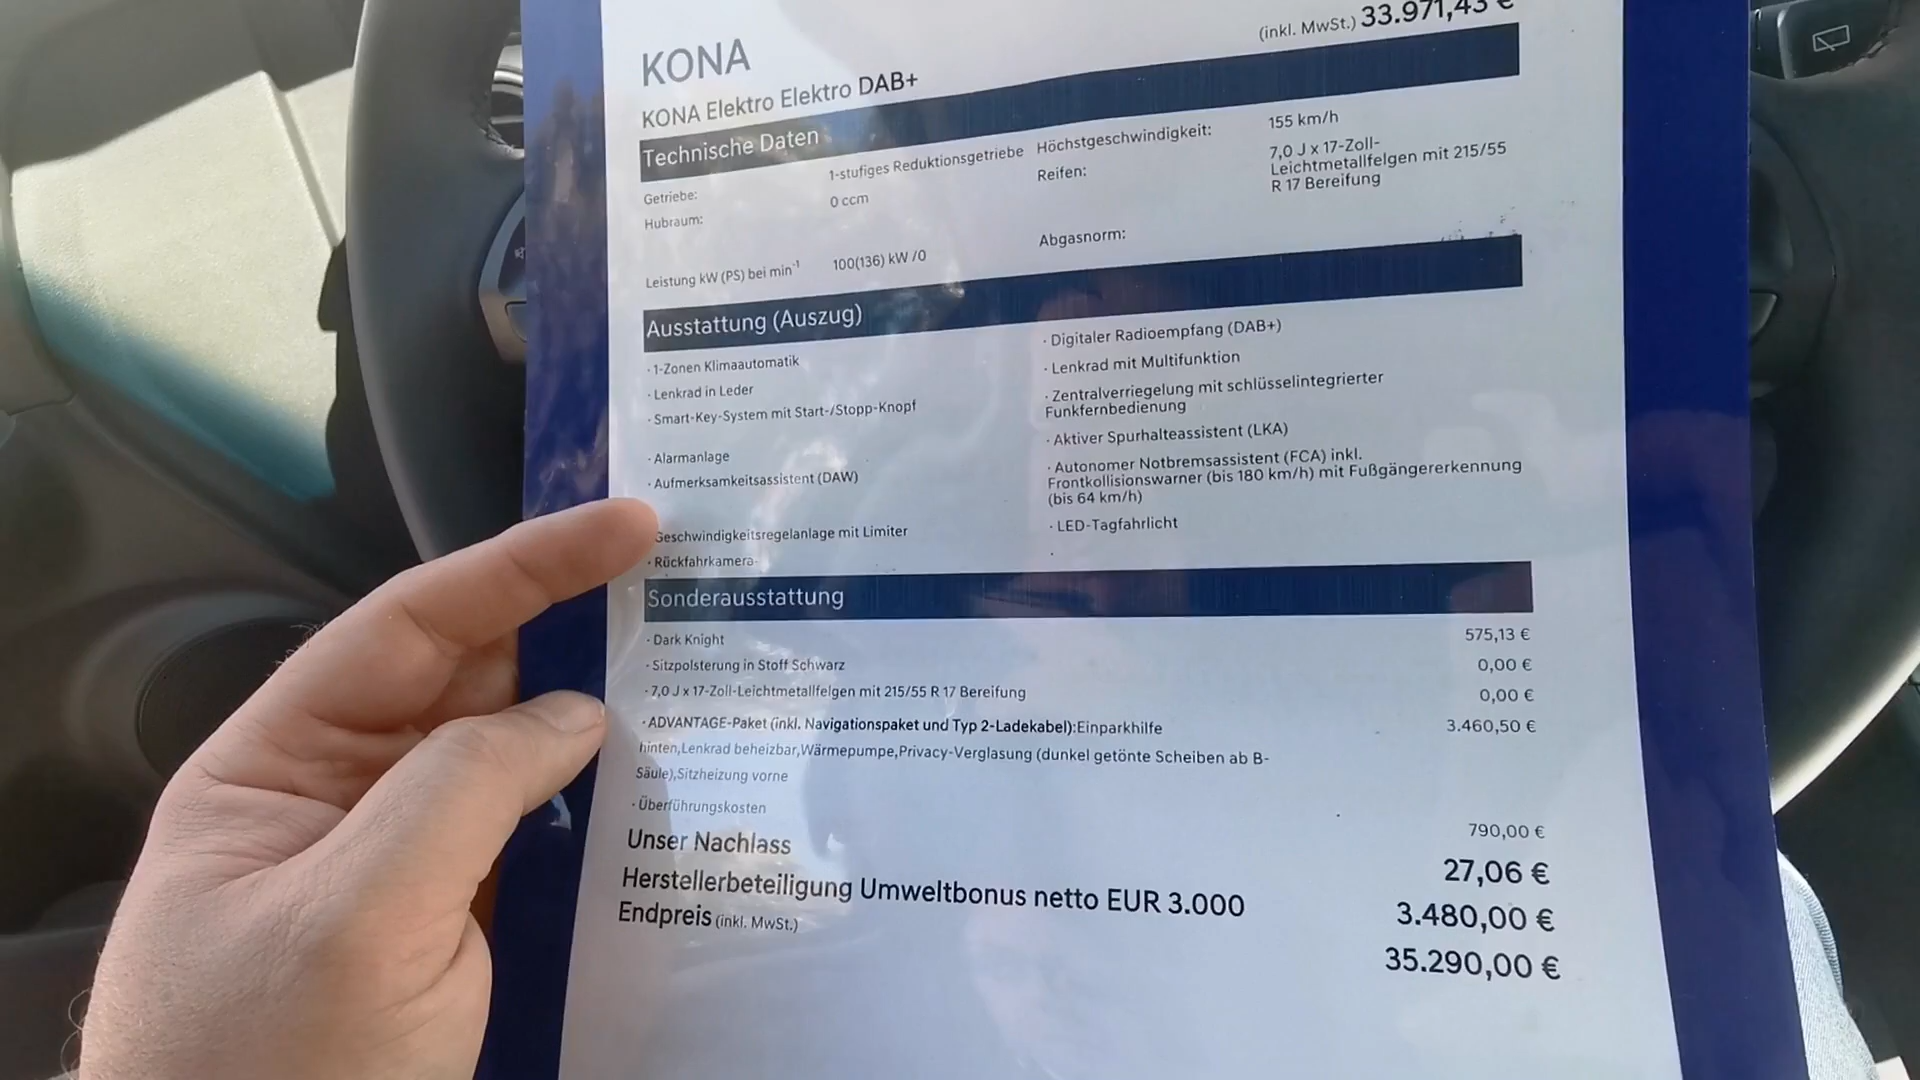 (inkl. MwSt.) 33.971,43 €
KONA
KONA Elektro Elektro DAB+
Technische Daten
Getriebe: 1-stufiges Reduktionsgetriebe
Hubraum: 0 ccm
Leistung kW (PS) bei min-1 100(136) kW /0
Höchstgeschwindigkeit: 155 km/h
Reifen: 7,0 J x 17-Zoll-
Leichtmetallfelgen mit 215/55
R 17 Bereifung
Abgasnorm:
Ausstattung (Auszug)
· 1-Zonen Klimaautomatik
· Lenkrad in Leder
· Smart-Key-System mit Start-/Stopp-Knopf
· Alarmanlage
· Aufmerksamkeitsassistent (DAW)
Geschwindigkeitsregelanlage mit Limiter
· Rückfahrkamera
· Digitaler Radioempfang (DAB+)
· Lenkrad mit Multifunktion
· Zentralverriegelung mit schlüsselintegrierter
Funkfernbedienung
· Aktiver Spurhalteassistent (LKA)
· Autonomer Notbremsassistent (FCA) inkl.
Frontkollisionswarner (bis 180 km/h) mit Fußgängererkennung
(bis 64 km/h)
· LED-Tagfahrlicht
·
Sonderausstattung
· Dark Knight 575,13 €
· Sitzpolsterung in Stoff Schwarz 0,00 €
· 7,0 J x 17-Zoll-Leichtmetallfelgen mit 215/55 R 17 Bereifung 0,00 €
· ADVANTAGE-Paket (inkl. Navigationspaket und Typ 2-Ladekabel):Einparkhilfe 3.460,50 €
hinten,Lenkrad beheizbar,Wärmepumpe,Privacy-Verglasung (dunkel getönte Scheiben ab B-
Säule),Sitzheizung vorne
· Überführungskosten 790,00 €
Unser Nachlass 27,06 €
Herstellerbeteiligung Umweltbonus netto EUR 3.000 3.480,00 €
Endpreis (inkl. MwSt.) 35.290,00 €